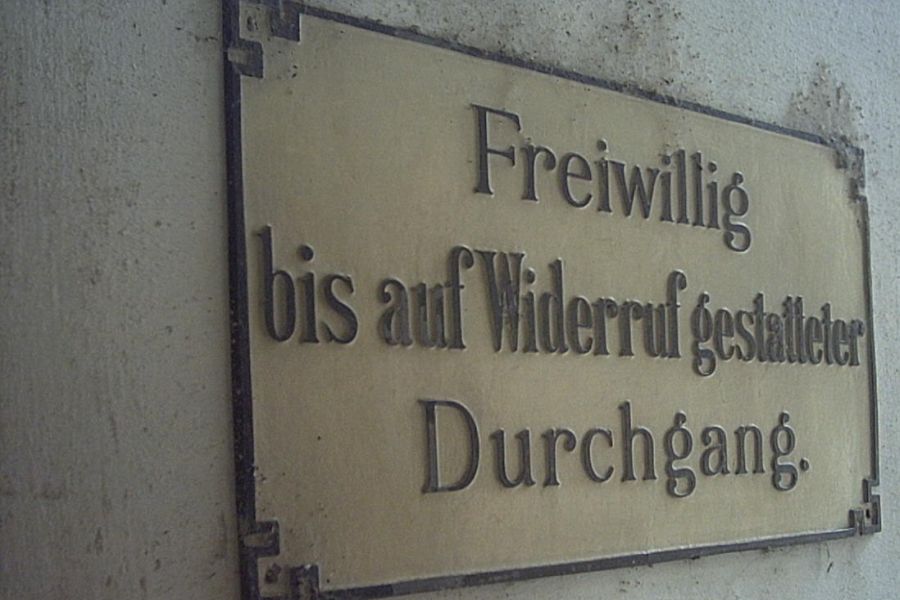 Freiwillig
bis auf Widerruf gestatteter
Durchgang.